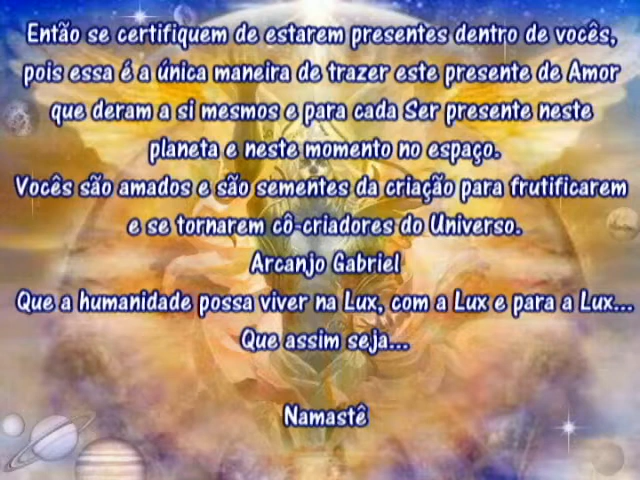 Então se certifiquem de estarem presentes dentro de vocês,
pois essa é a única maneira de trazer este presente de Amor
que deram a si mesmos e para cada Ser presente neste
planeta e neste momento no espaço.
Vocês são amados e são sementes da criação para frutificarem
e se tornarem cô-criadores do Universo.
Arcanjo Gabriel
Que a humanidade possa viver na Lux, com a Lux e para a Lux...
Que assim seja...
Namastê